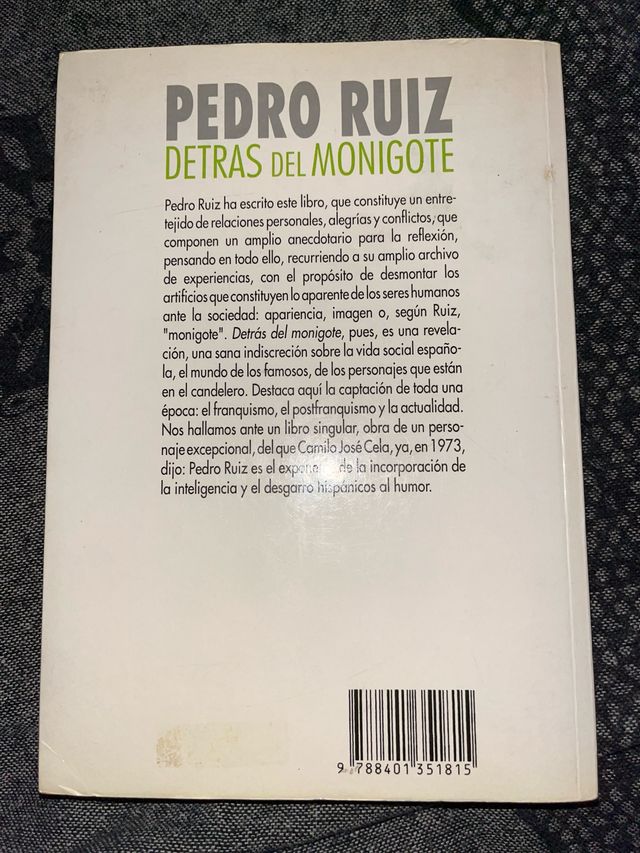 PEDRO RUIZ
DETRAS DEL MONIGOTE
Pedro Ruiz ha escrito este libro, que constituye un entre-
tejido de relaciones personales, alegrías y conflictos, que
componen un amplio anecdotario para la reflexión,
pensando en todo ello, recurriendo a su amplio archivo
de experiencias, con el propósito de desmontar los
artificios que constituyen lo aparente de los seres humanos
ante la sociedad: apariencia, imagen o, según Ruiz,
"monigote". Detrás del monigote, pues, es una revela-
ción, una sana indiscreción sobre la vida social españo-
la, el mundo de los famosos, de los personajes que están
en el candelero. Destaca aquí la captación de toda una
época: el franquismo, el postfranquismo y la actualidad.
Nos hallamos ante un libro singular, obra de un perso-
naje excepcional, del que Camilo José Cela, ya, en 1973,
dijo: Pedro Ruiz es el de la incorporación de
la inteligencia y el desgarro hispánicos al humor.
9 788401 351815